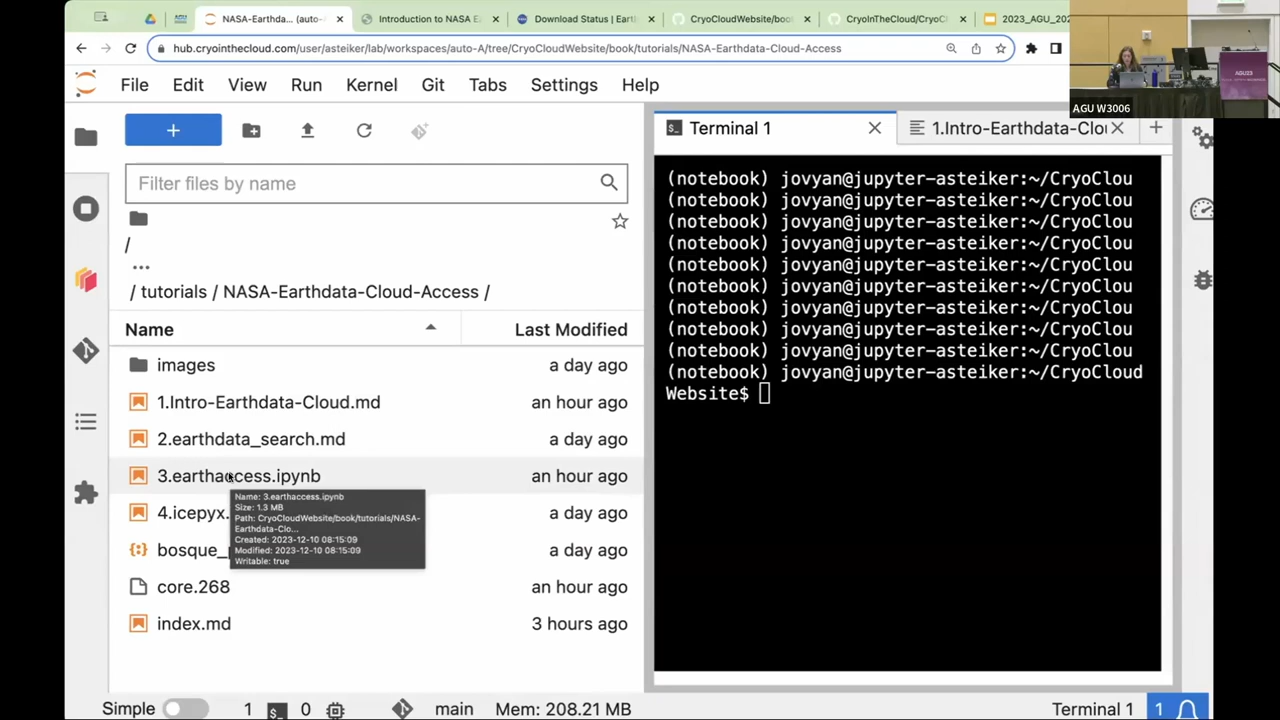 NASA-Earthda... (auto-A
Introduction to NASA E
Download Status | Eart
CryoCloudWebsite/boo
CryoInTheCloud/CryoC
2023_AGU_202
hub.cryointhecloud.com/user/asteiker/lab/workspaces/auto-A/tree/CryoCloudWebsite/book/tutorials/NASA-Earthdata-Cloud-Access
File Edit View Run Kernel Git Tabs Settings Help
AGU23
AGU W3006
Filter files by name
/
...
/ tutorials / NASA-Earthdata-Cloud-Access /
Name Last Modified
images a day ago
1.Intro-Earthdata-Cloud.md an hour ago
2.earthdata_search.md a day ago
3.earthaccess.ipynb an hour ago
4.icepyx. a day ago
bosque_ a day ago
core.268 an hour ago
index.md 3 hours ago
Name: 3.earthaccess.ipynb
Size: 1.3 MB
Path: CryoCloudWebsite/book/tutorials/NASA-
Earthdata-Clo...
Created: 2023-12-10 08:15:09
Modified: 2023-12-10 08:15:09
Writable: true
Terminal 1
1.Intro-Earthdata-Clo
(notebook) jovyan@jupyter-asteiker:~/CryoClou
(notebook) jovyan@jupyter-asteiker:~/CryoClou
(notebook) jovyan@jupyter-asteiker:~/CryoClou
(notebook) jovyan@jupyter-asteiker:~/CryoClou
(notebook) jovyan@jupyter-asteiker:~/CryoClou
(notebook) jovyan@jupyter-asteiker:~/CryoClou
(notebook) jovyan@jupyter-asteiker:~/CryoClou
(notebook) jovyan@jupyter-asteiker:~/CryoClou
(notebook) jovyan@jupyter-asteiker:~/CryoClou
(notebook) jovyan@jupyter-asteiker:~/CryoCloud
Website$
Simple 1 0 main Mem: 208.21 MB Terminal 1 1